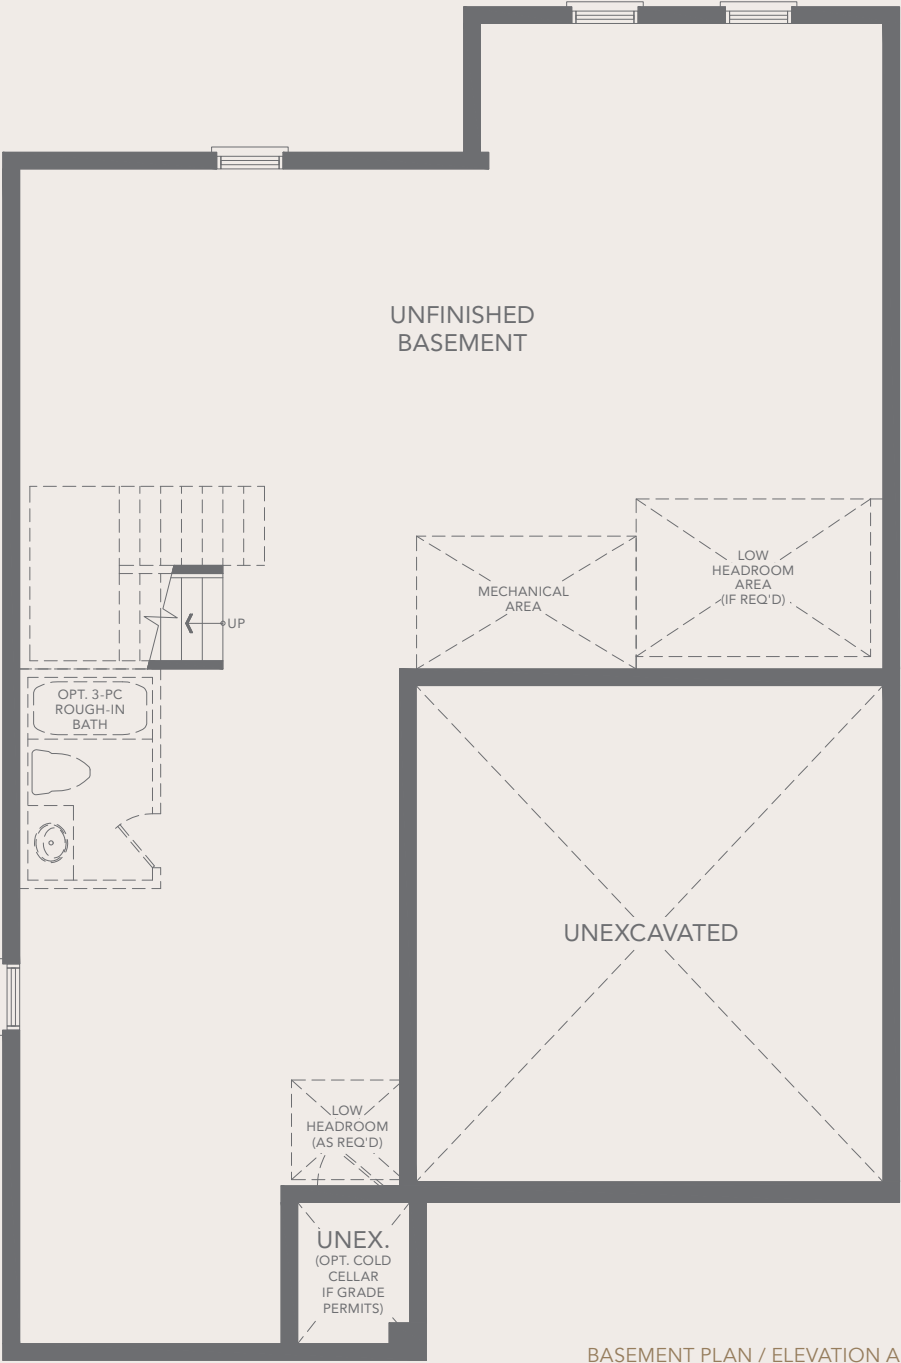 UNFINISHED
BASEMENT
LOW
HEADROOM
AREA
(IF REQ'D)
MECHANICAL
AREA
UP
OPT. 3-PC
ROUGH-IN
BATH
UNEXCAVATED
LOW
HEADROOM
(AS REQ'D)
UNEX.
(OPT. COLD
CELLAR
IF GRADE
PERMITS)
BASEMENT PLAN / ELEVATION A